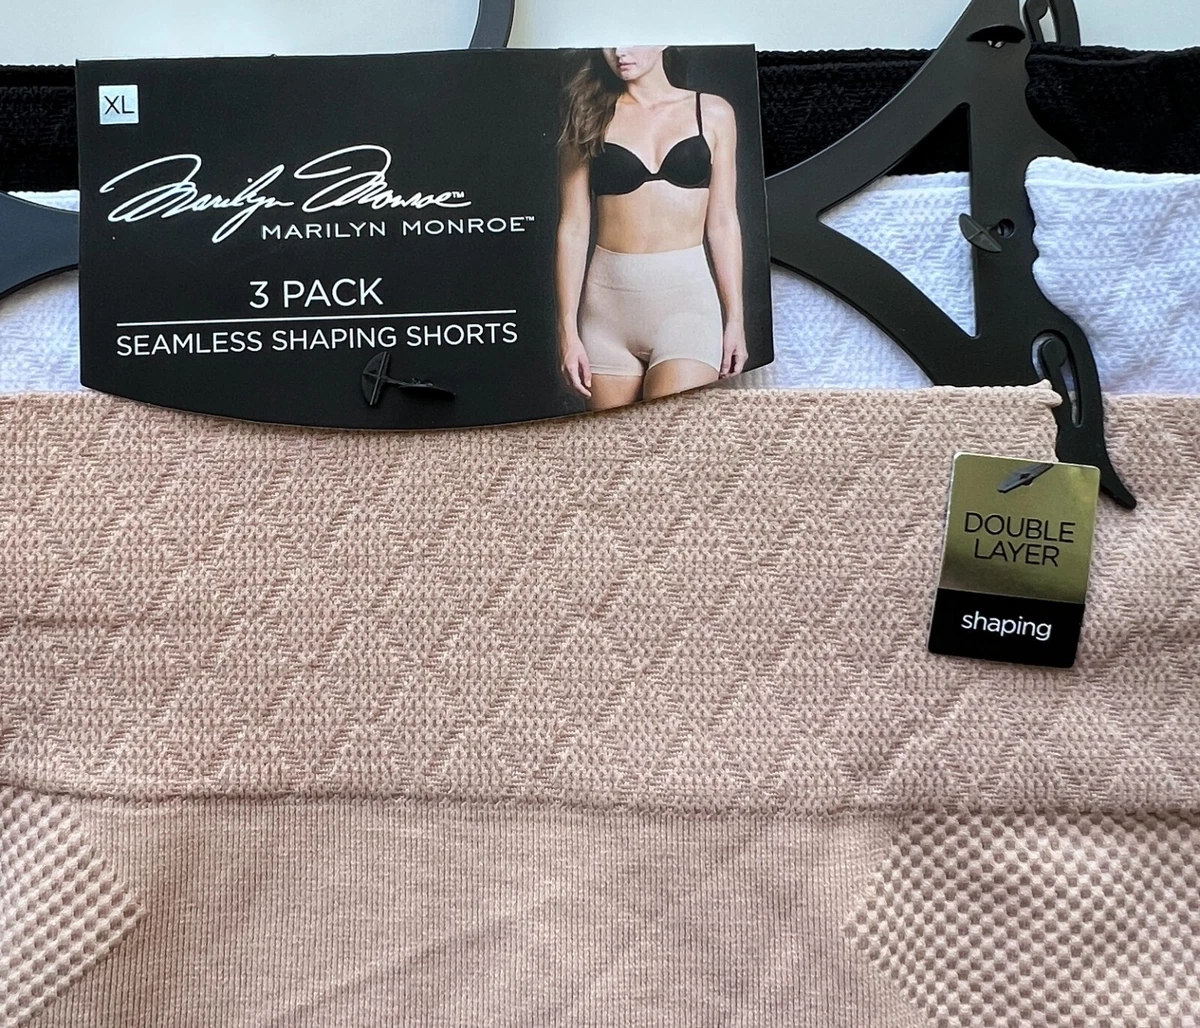 XL
Marilyn Monroe™
MARILYN MONROE™
3 PACK
SEAMLESS SHAPING SHORTS
DOUBLE
LAYER
shaping